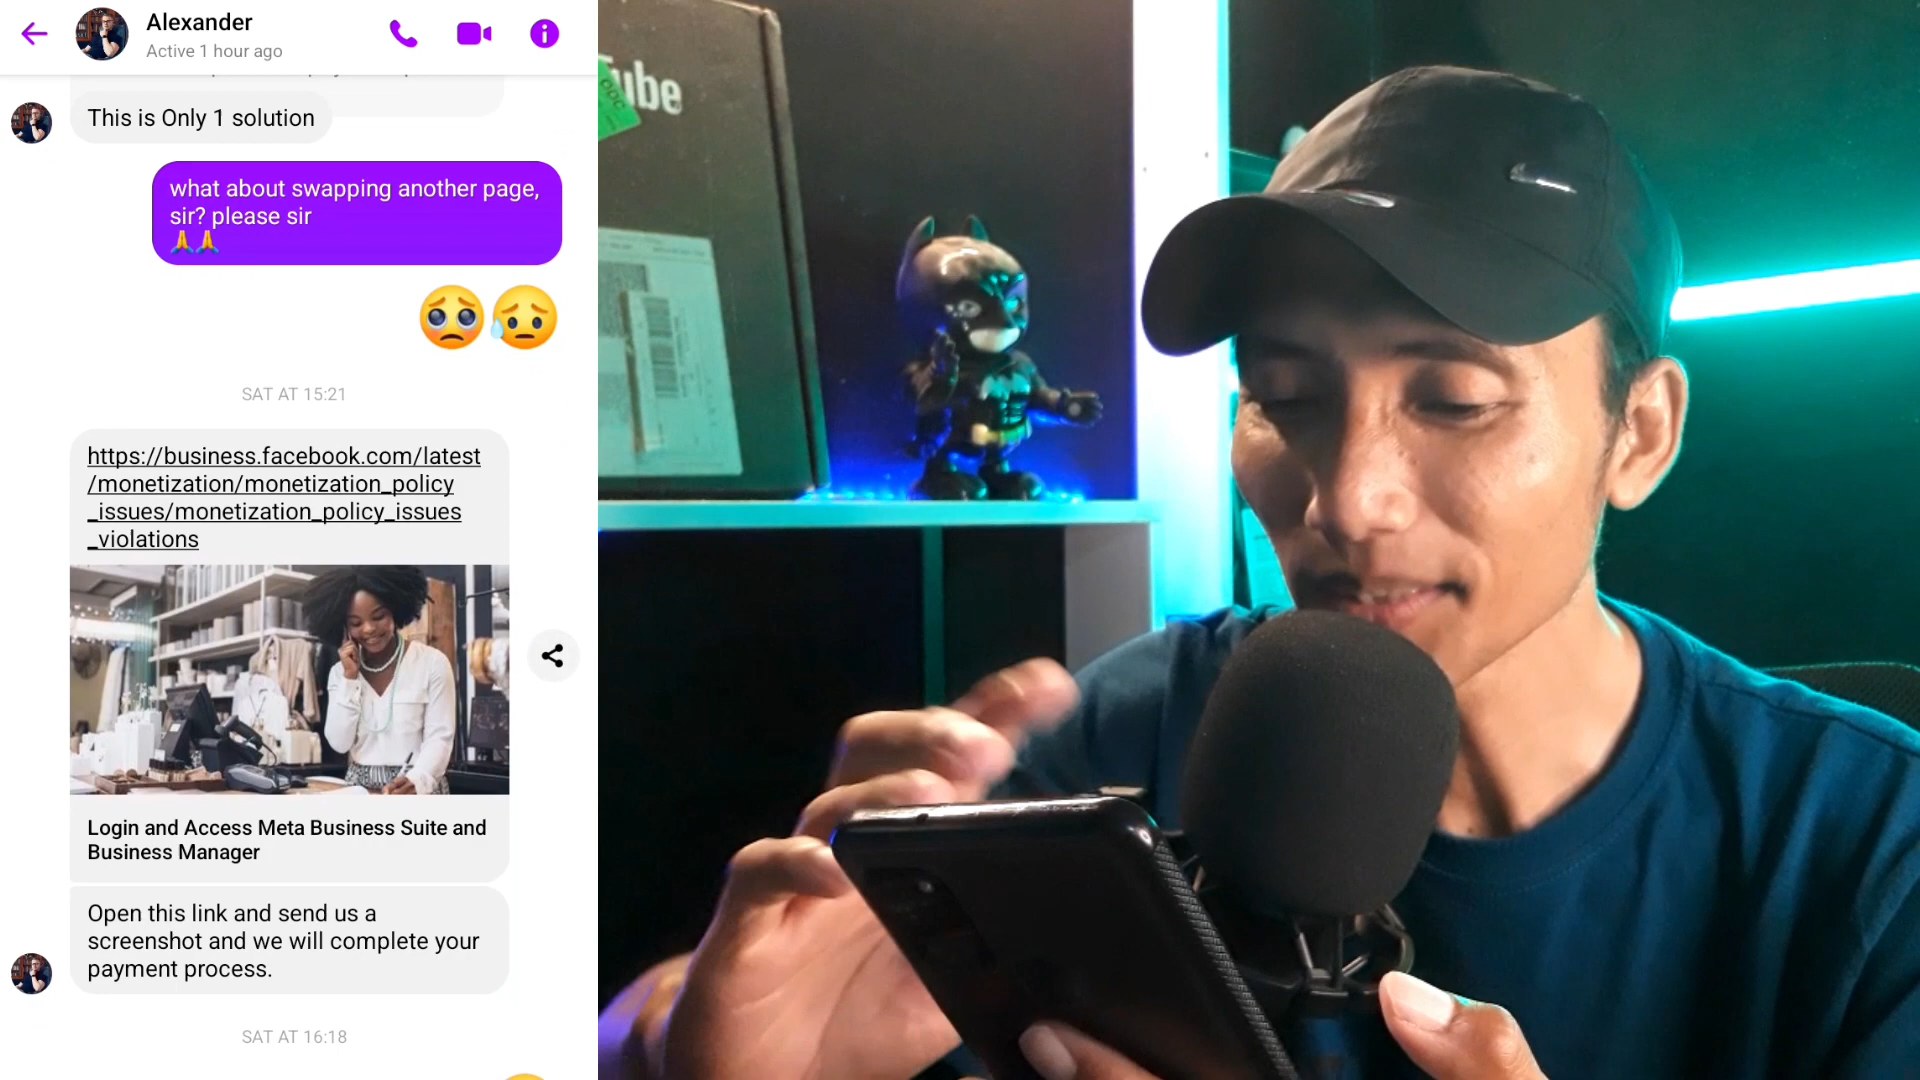 Alexander
Active 1 hour ago
This is Only 1 solution
what about swapping another page,
sir? please sir
🙏🙏
🥺😥
SAT AT 15:21
https://business.facebook.com/latest
/monetization/monetization_policy
_issues/monetization_policy_issues
_violations
Login and Access Meta Business Suite and
Business Manager
Open this link and send us a
screenshot and we will complete your
payment process.
SAT AT 16:18
ube